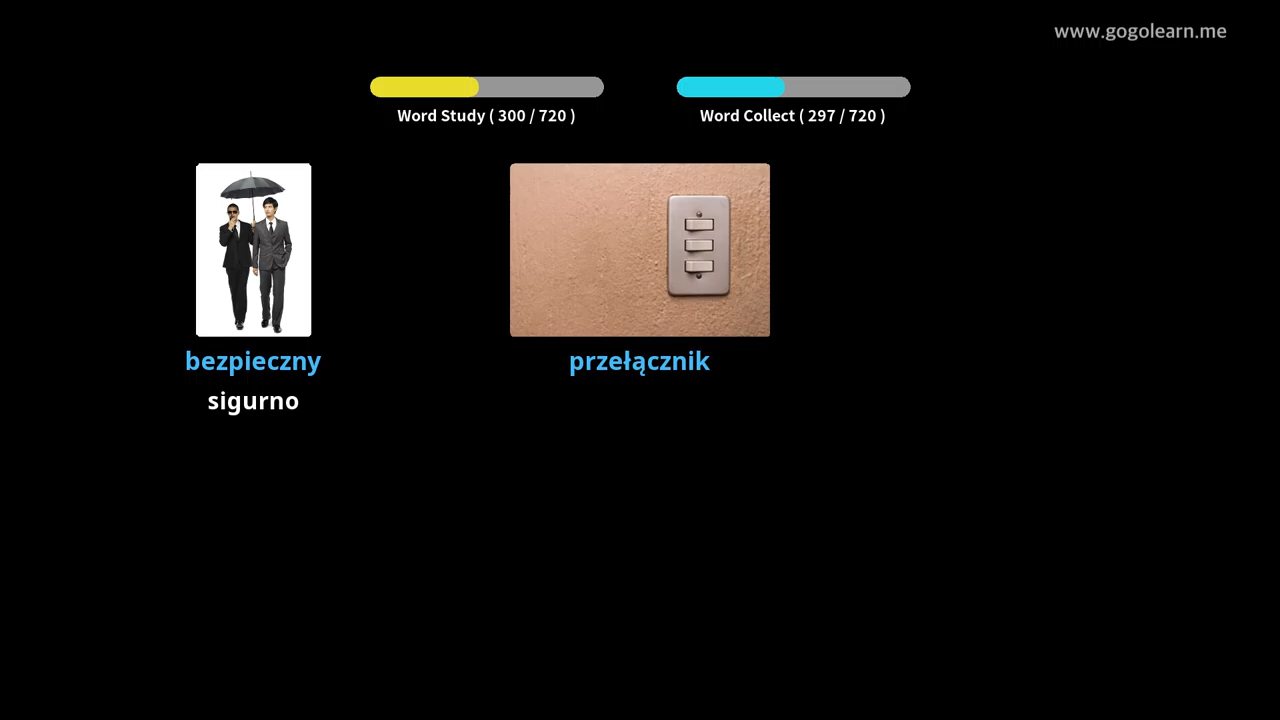 www.gogolearn.me
Word Study ( 300 / 720 )
Word Collect ( 297 / 720 )
bezpieczny
przełącznik
sigurno